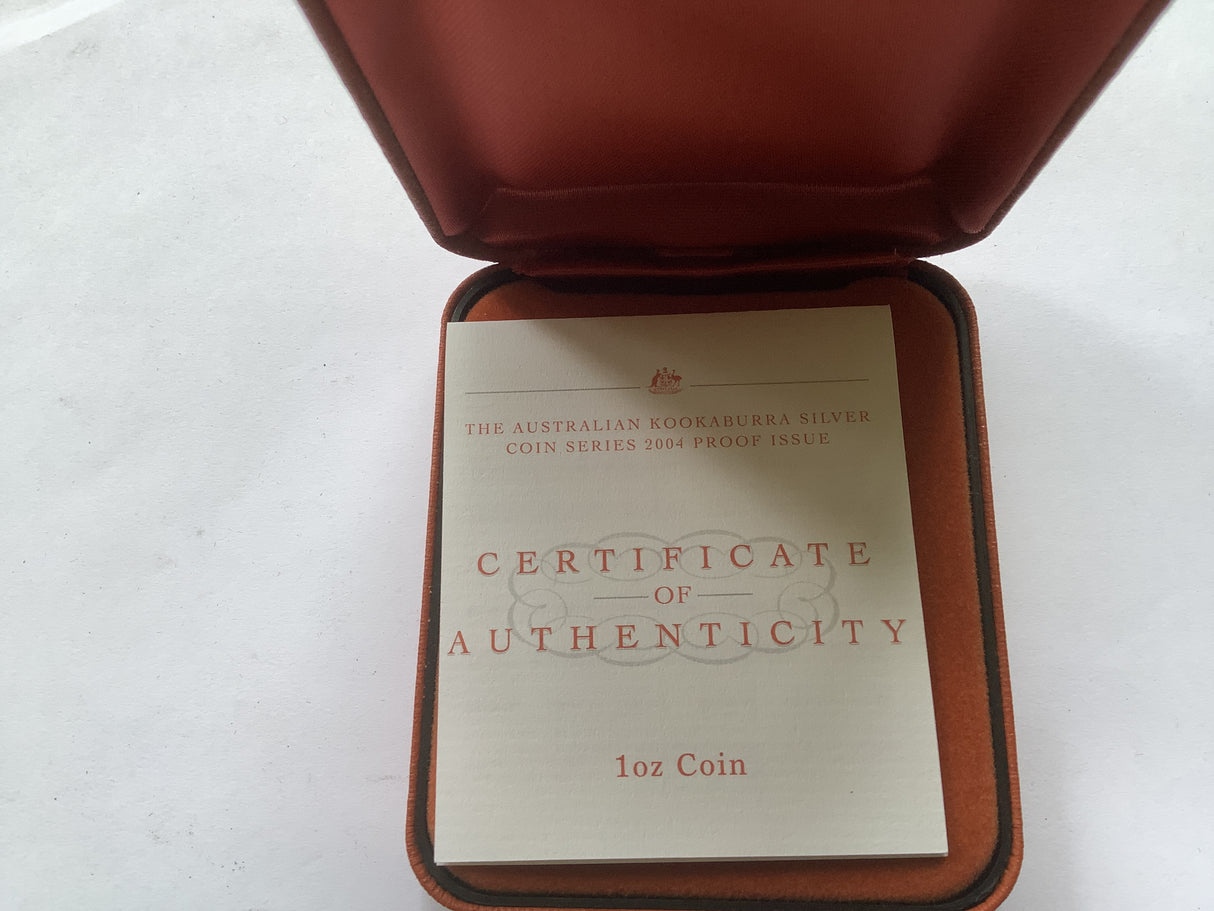 THE AUSTRALIAN KOOKABURRA SILVER
COIN SERIES 2004 PROOF ISSUE
CERTIFICATE
OF
AUTHENTICITY
1oz Coin